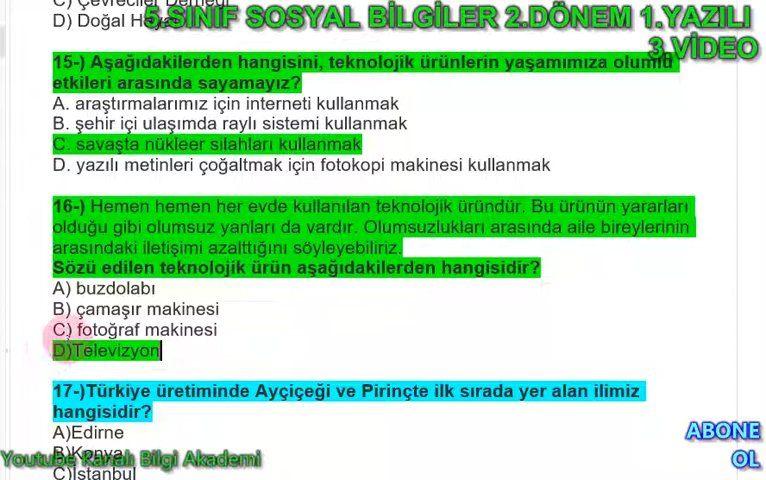 C) Çevreciler Derneği
D) Doğal Hayat
5.SINIF SOSYAL BİLGİLER 2.DÖNEM 1.YAZILI
3.VİDEO
15-) Aşağıdakilerden hangisini, teknolojik ürünlerin yaşamımıza olumlu
etkileri arasında sayamayız?
A. araştırmalarımız için interneti kullanmak
B. şehir içi ulaşımda raylı sistemi kullanmak
C. savaşta nükleer silahları kullanmak
D. yazılı metinleri çoğaltmak için fotokopi makinesi kullanmak
16-) Hemen hemen her evde kullanılan teknolojik üründür. Bu ürünün yararları
olduğu gibi olumsuz yanları da vardır. Olumsuzlukları arasında aile bireylerinin
arasındaki iletişimi azalttığını söyleyebiliriz.
Sözü edilen teknolojik ürün aşağıdakilerden hangisidir?
A) buzdolabı
B) çamaşır makinesi
C) fotoğraf makinesi
D)Televizyon
17-)Türkiye üretiminde Ayçiçeği ve Pirinçte ilk sırada yer alan ilimiz
hangisidir?
A)Edirne
B)Konya
C)İstanbul
Youtube Kanalı Bilgi Akademi
ABONE
OL